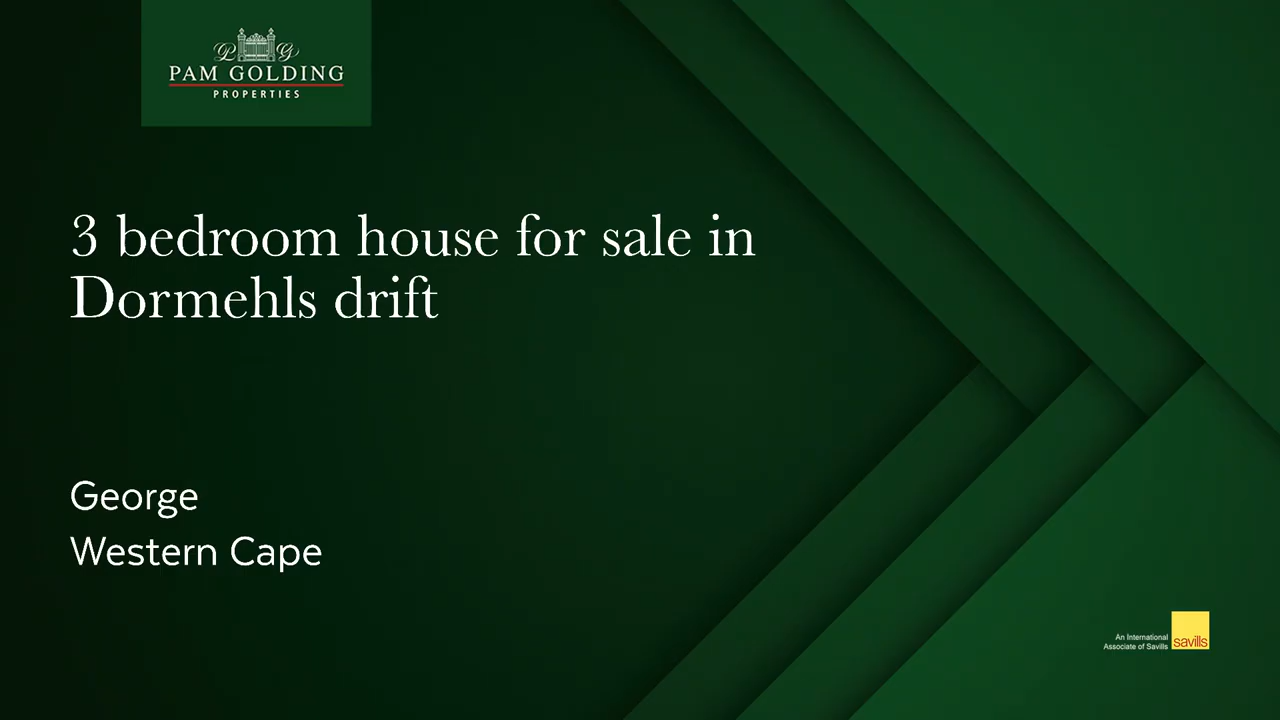 P G
PAM GOLDING
PROPERTIES
3 bedroom house for sale in
Dormehls drift
George
Western Cape
An International
Associate of Savills
savills